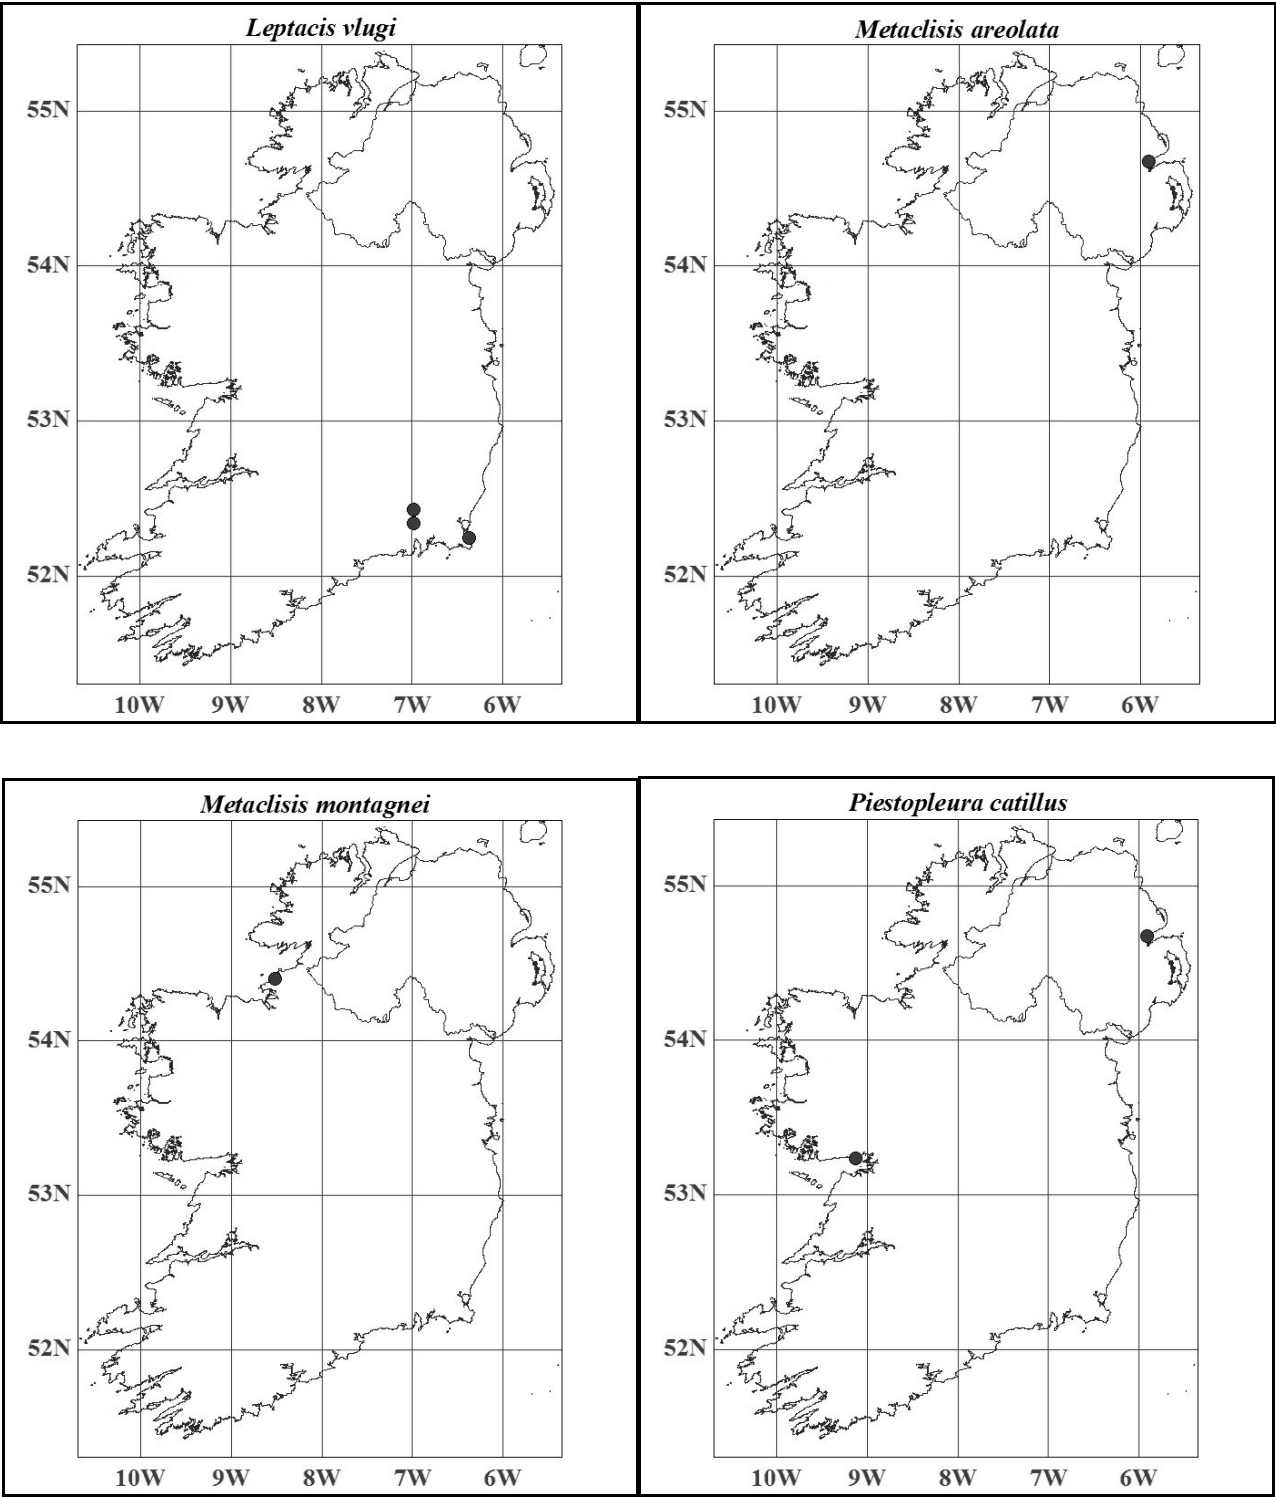 Leptacis vlugi
55N
54N
53N
52N
10W 9W 8W 7W 6W
Metaclisis areolata
55N
54N
53N
52N
10W 9W 8W 7W 6W
Metaclisis montagnei
55N
54N
53N
52N
10W 9W 8W 7W 6W
Piestopleura catillus
55N
54N
53N
52N
10W 9W 8W 7W 6W